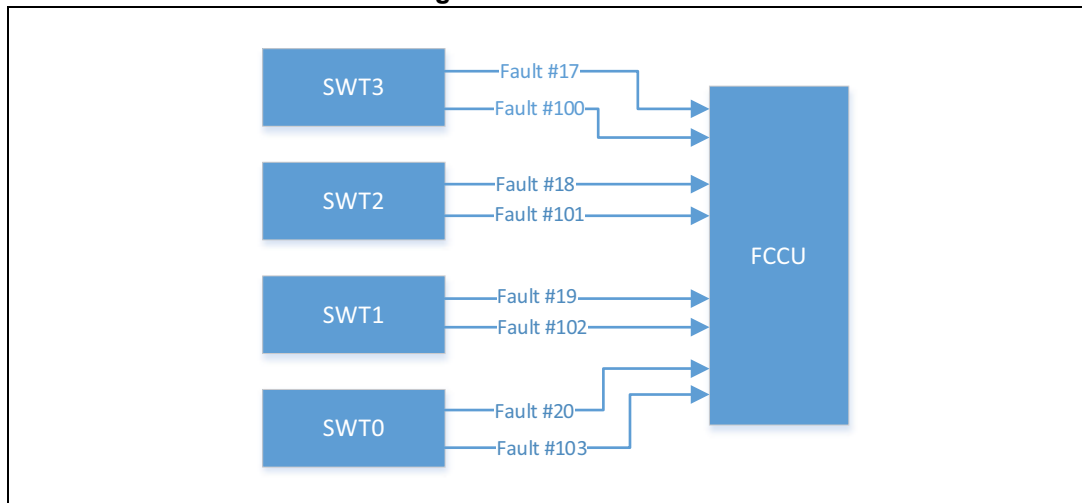 SWT3
Fault #17
Fault #100
SWT2
Fault #18
Fault #101
FCCU
SWT1
Fault #19
Fault #102
SWT0
Fault #20
Fault #103